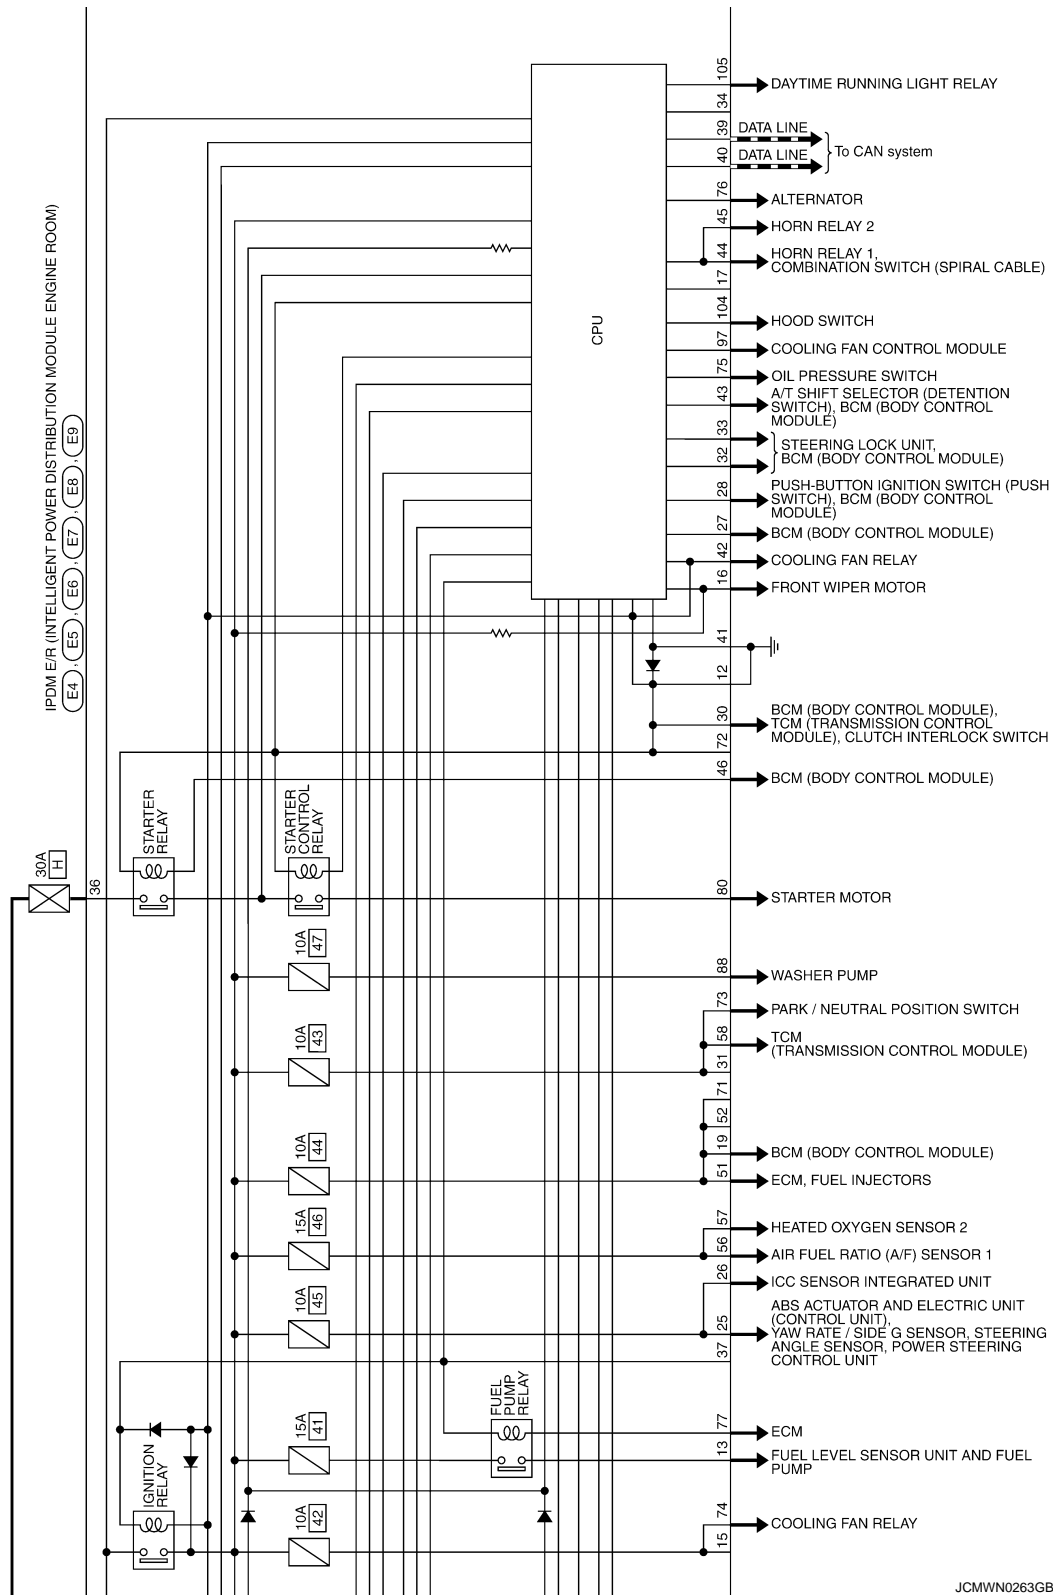 IPDM E/R (INTELLIGENT POWER DISTRIBUTION MODULE ENGINE ROOM)
E4 , E5 , E6 , E7 , E8 , E9
CPU
105
DAYTIME RUNNING LIGHT RELAY
34
39
DATA LINE
40
DATA LINE
To CAN system
76
ALTERNATOR
45
HORN RELAY 2
44
HORN RELAY 1,
COMBINATION SWITCH (SPIRAL CABLE)
17
104
HOOD SWITCH
97
COOLING FAN CONTROL MODULE
75
OIL PRESSURE SWITCH
43
A/T SHIFT SELECTOR (DETENTION
SWITCH), BCM (BODY CONTROL
MODULE)
33
32
STEERING LOCK UNIT,
BCM (BODY CONTROL MODULE)
28
PUSH-BUTTON IGNITION SWITCH (PUSH
SWITCH), BCM (BODY CONTROL
MODULE)
27
BCM (BODY CONTROL MODULE)
42
COOLING FAN RELAY
16
FRONT WIPER MOTOR
41
12
30
BCM (BODY CONTROL MODULE),
TCM (TRANSMISSION CONTROL
MODULE), CLUTCH INTERLOCK SWITCH
72
46
BCM (BODY CONTROL MODULE)
STARTER
RELAY
STARTER
CONTROL
RELAY
30A
H
36
80
STARTER MOTOR
10A
47
88
WASHER PUMP
73
PARK / NEUTRAL POSITION SWITCH
10A
43
58
TCM
(TRANSMISSION CONTROL MODULE)
31
71
52
10A
44
19
BCM (BODY CONTROL MODULE)
51
ECM, FUEL INJECTORS
15A
46
57
HEATED OXYGEN SENSOR 2
56
AIR FUEL RATIO (A/F) SENSOR 1
26
ICC SENSOR INTEGRATED UNIT
10A
45
25
ABS ACTUATOR AND ELECTRIC UNIT
(CONTROL UNIT),
YAW RATE / SIDE G SENSOR, STEERING
ANGLE SENSOR, POWER STEERING
CONTROL UNIT
37
FUEL
PUMP
RELAY
15A
41
77
ECM
13
FUEL LEVEL SENSOR UNIT AND FUEL
PUMP
IGNITION
RELAY
10A
42
74
COOLING FAN RELAY
15
JCMWN0263GB